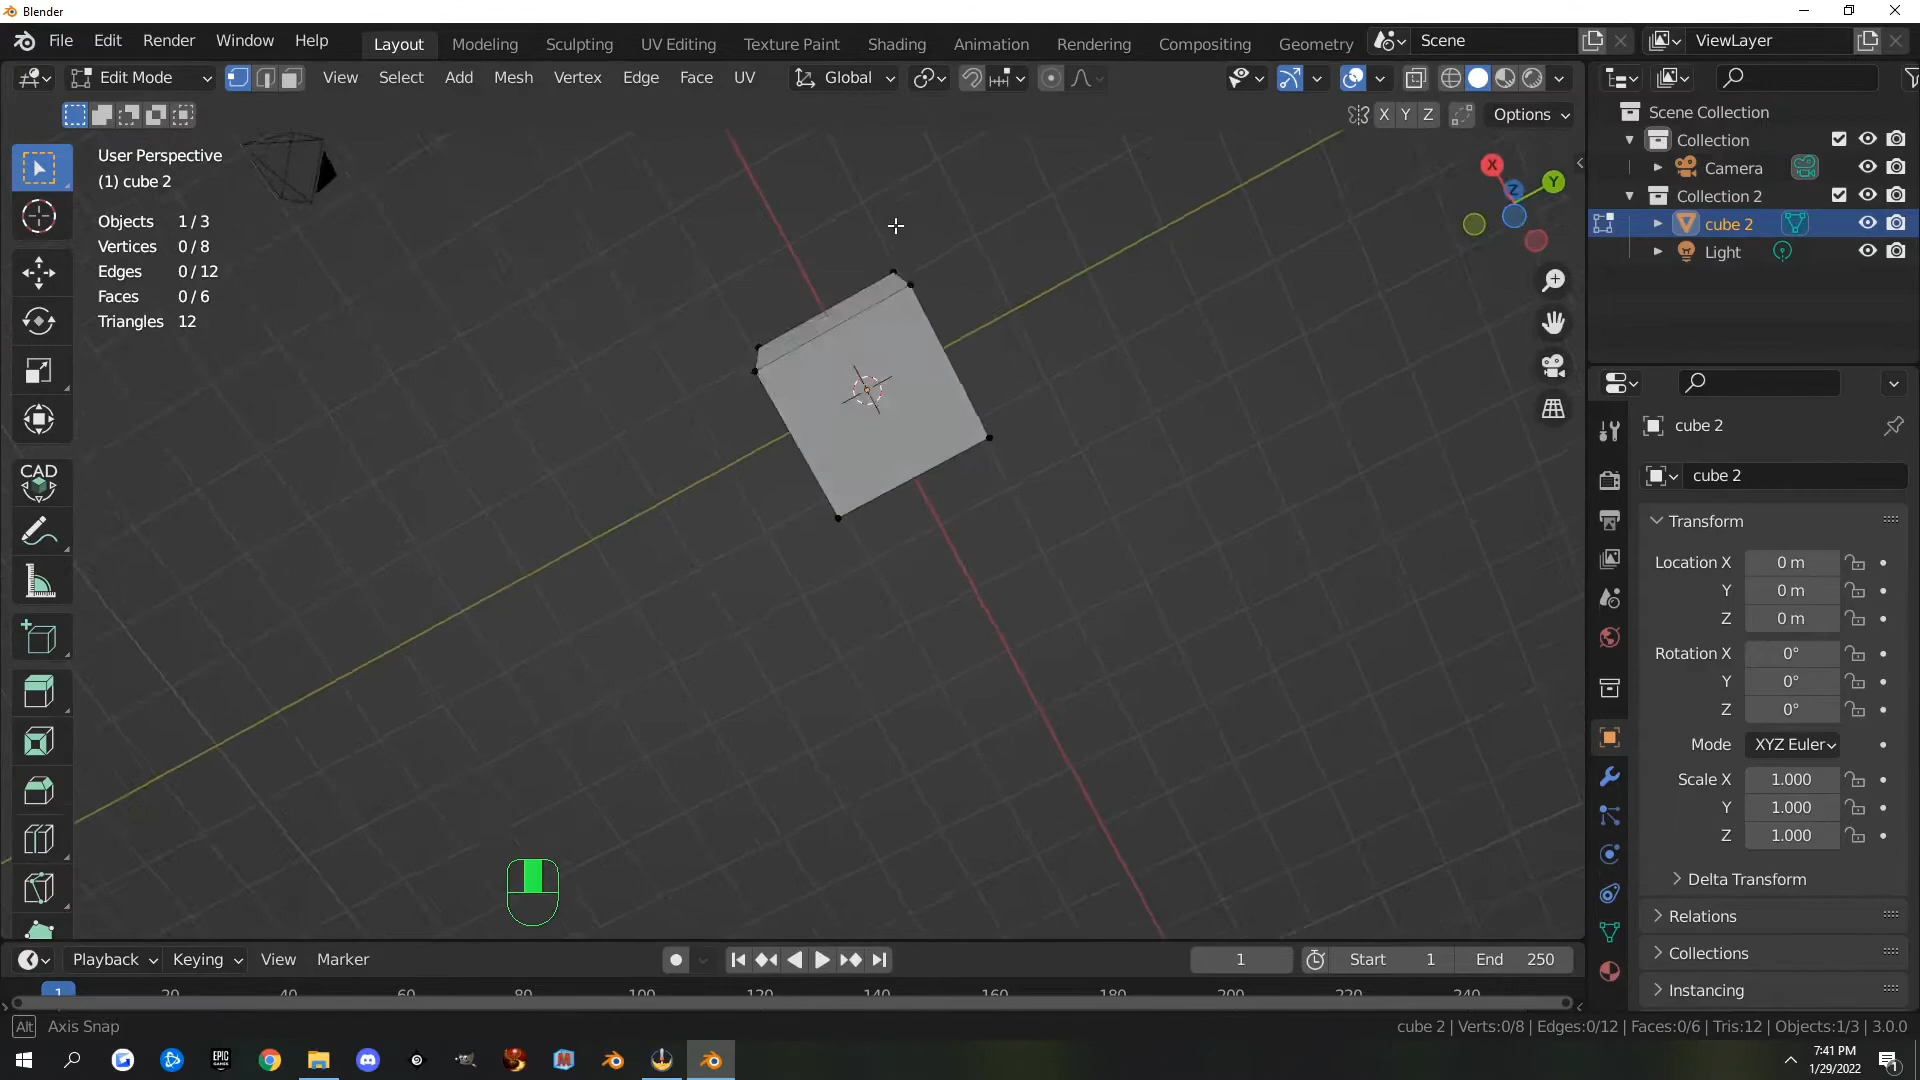 Blender
File Edit Render Window Help
Layout Modeling Sculpting UV Editing Texture Paint Shading Animation Rendering Compositing Geometry
Scene
ViewLayer
Edit Mode
View Select Add Mesh Vertex Edge Face UV
Global
X Y Z Options
User Perspective
(1) cube 2
Objects 1 / 3
Vertices 0 / 8
Edges 0 / 12
Faces 0 / 6
Triangles 12
X
Y
Z
CAD
Scene Collection
Collection
Camera
Collection 2
cube 2
Light
cube 2
cube 2
Transform
Location X 0 m
Y 0 m
Z 0 m
Rotation X 0°
Y 0°
Z 0°
Mode XYZ Euler
Scale X 1.000
Y 1.000
Z 1.000
Delta Transform
Relations
Collections
Instancing
Playback Keying View Marker
1
Start 1 End 250
1 20 40 60 80 100 120 140 160 180 200 220 240
Alt Axis Snap
cube 2 | Verts:0/8 | Edges:0/12 | Faces:0/6 | Tris:12 | Objects:1/3 | 3.0.0
EPIC GAMES
7:41 PM
1/29/2022
1